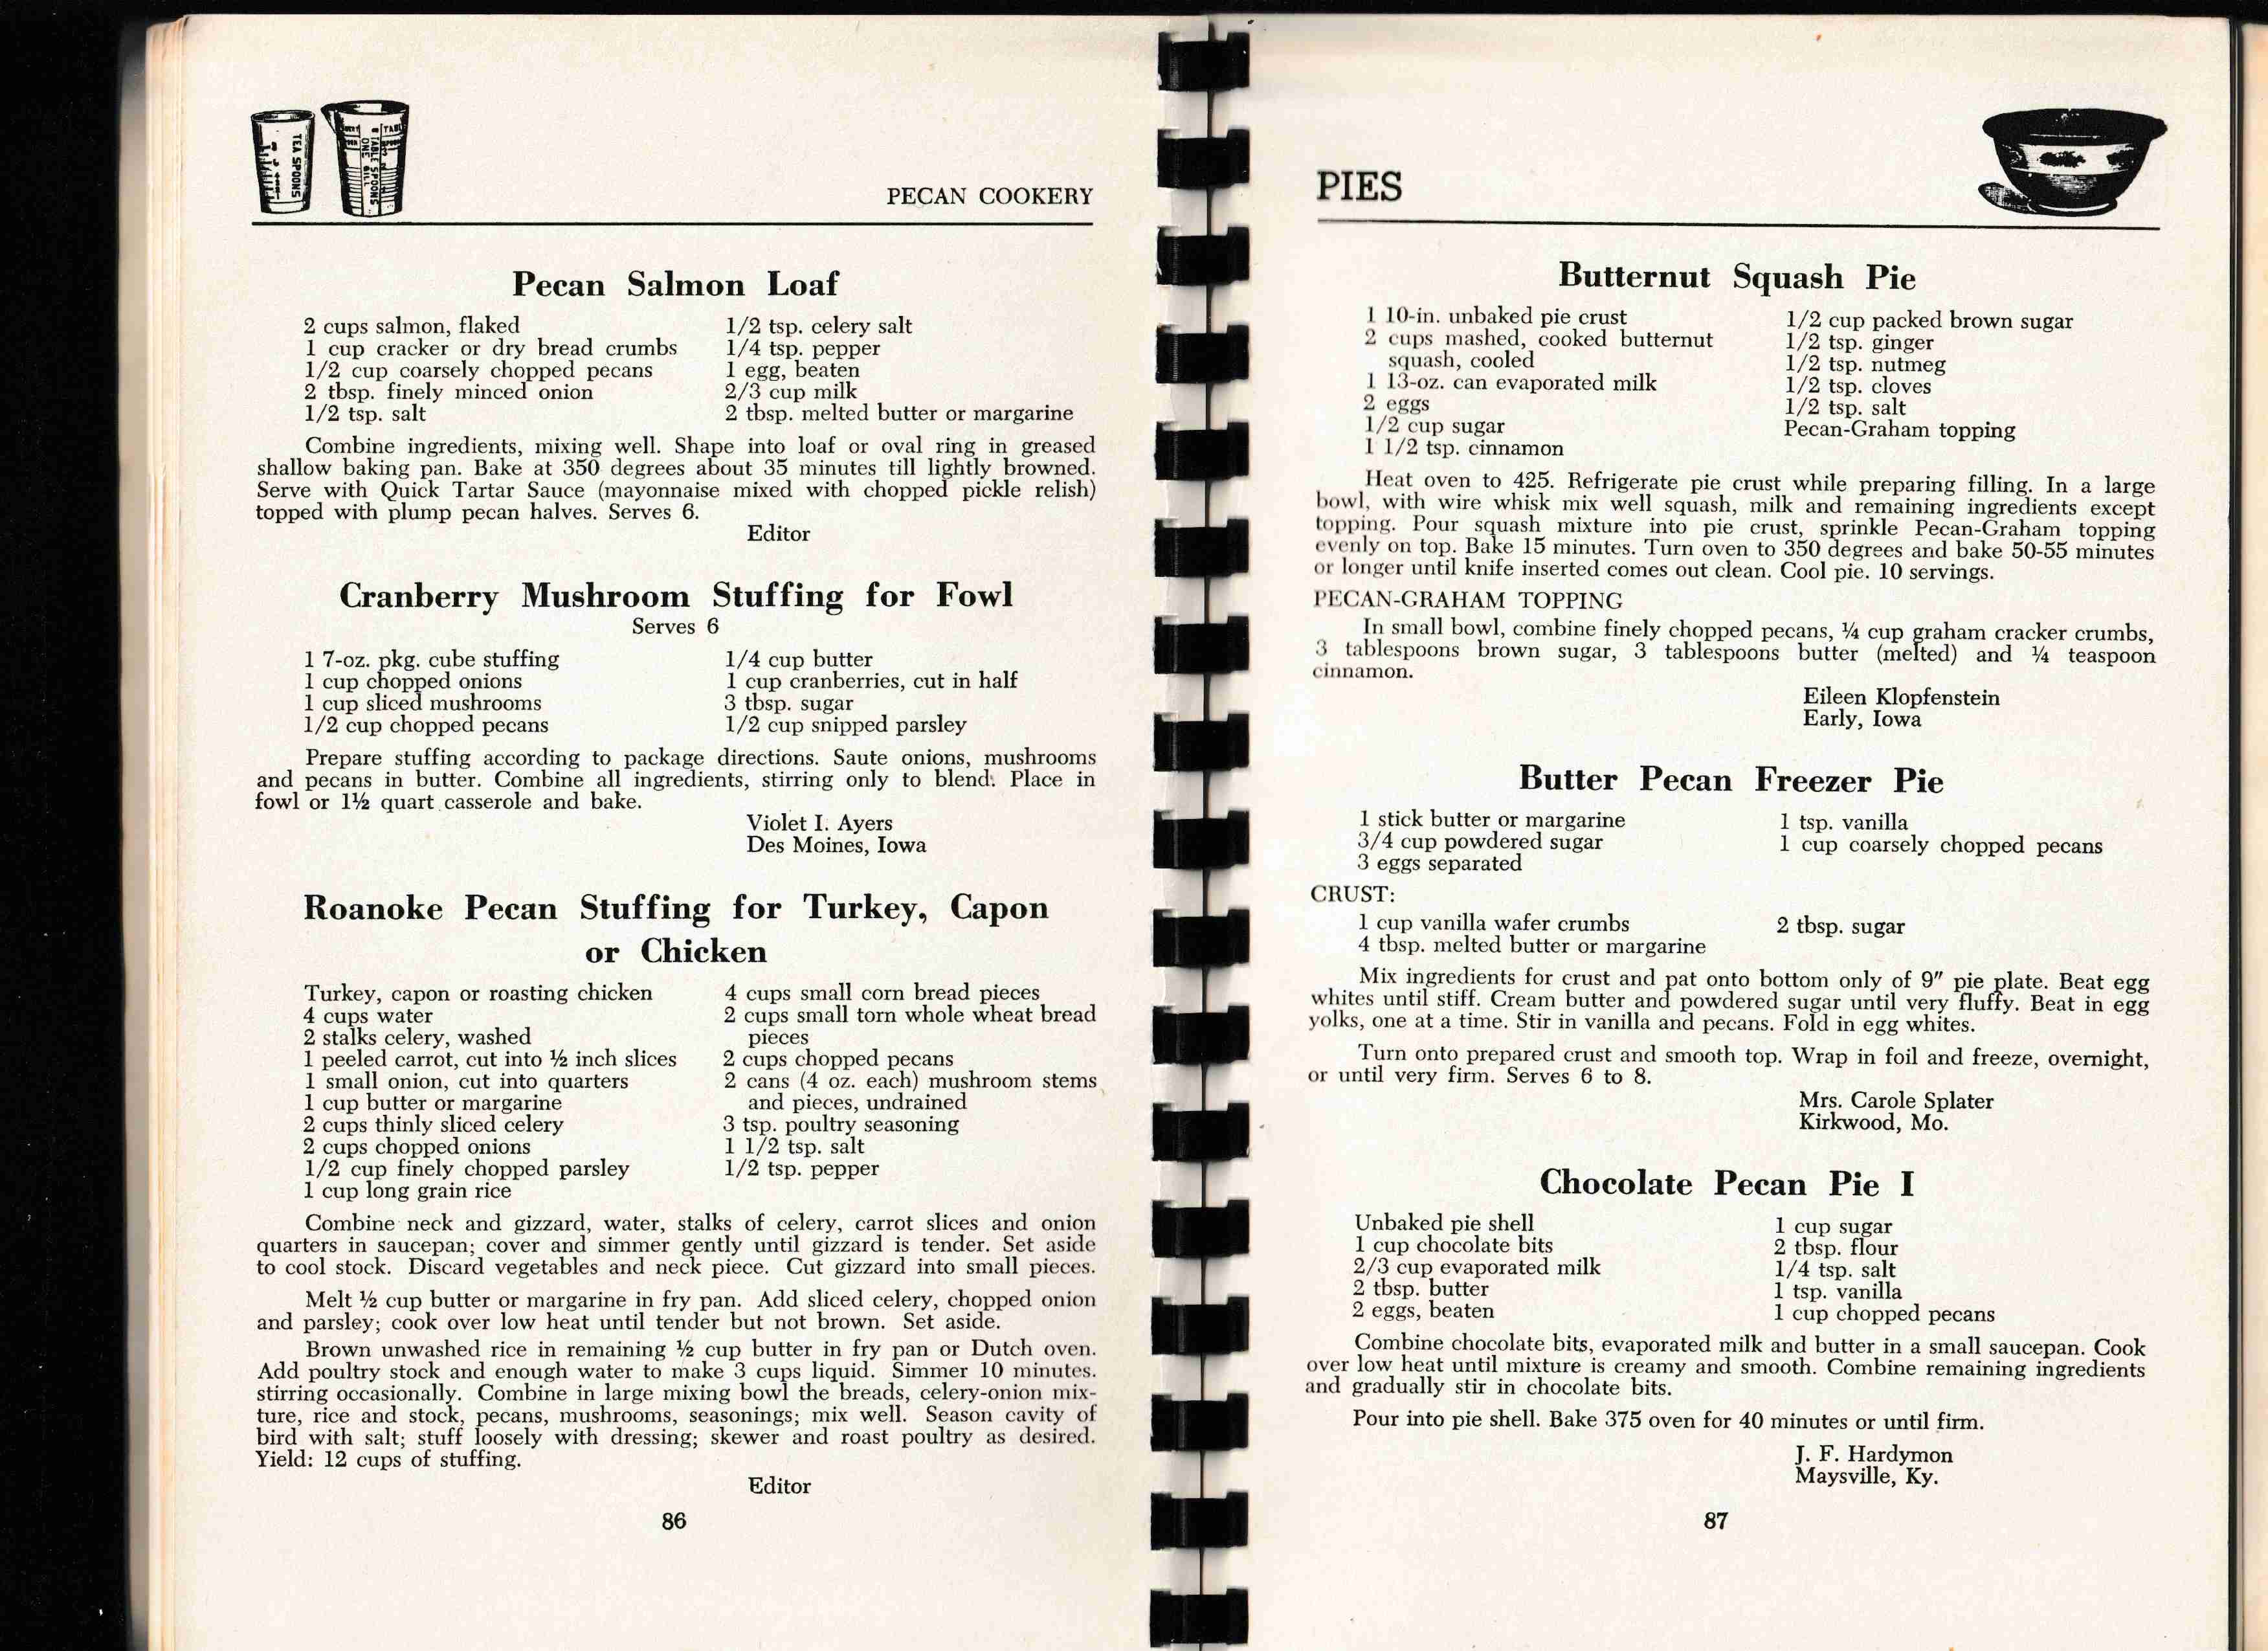 TEA SPOONS
TABLE SPOONS
ONE GILL
PECAN COOKERY
Pecan Salmon Loaf
2 cups salmon, flaked
1 cup cracker or dry bread crumbs
1/2 cup coarsely chopped pecans
2 tbsp. finely minced onion
1/2 tsp. salt
1/2 tsp. celery salt
1/4 tsp. pepper
1 egg, beaten
2/3 cup milk
2 tbsp. melted butter or margarine
Combine ingredients, mixing well. Shape into loaf or oval ring in greased
shallow baking pan. Bake at 350 degrees about 35 minutes till lightly browned.
Serve with Quick Tartar Sauce (mayonnaise mixed with chopped pickle relish)
topped with plump pecan halves. Serves 6.
Editor
Cranberry Mushroom Stuffing for Fowl
Serves 6
1 7-oz. pkg. cube stuffing
1 cup chopped onions
1 cup sliced mushrooms
1/2 cup chopped pecans
1/4 cup butter
1 cup cranberries, cut in half
3 tbsp. sugar
1/2 cup snipped parsley
Prepare stuffing according to package directions. Saute onions, mushrooms
and pecans in butter. Combine all ingredients, stirring only to blend. Place in
fowl or 1½ quart casserole and bake.
Violet I. Ayers
Des Moines, Iowa
Roanoke Pecan Stuffing for Turkey, Capon
or Chicken
Turkey, capon or roasting chicken
4 cups water
2 stalks celery, washed
1 peeled carrot, cut into ½ inch slices
1 small onion, cut into quarters
1 cup butter or margarine
2 cups thinly sliced celery
2 cups chopped onions
1/2 cup finely chopped parsley
1 cup long grain rice
4 cups small corn bread pieces
2 cups small torn whole wheat bread
pieces
2 cups chopped pecans
2 cans (4 oz. each) mushroom stems
and pieces, undrained
3 tsp. poultry seasoning
1 1/2 tsp. salt
1/2 tsp. pepper
Combine neck and gizzard, water, stalks of celery, carrot slices and onion
quarters in saucepan; cover and simmer gently until gizzard is tender. Set aside
to cool stock. Discard vegetables and neck piece. Cut gizzard into small pieces.
Melt ½ cup butter or margarine in fry pan. Add sliced celery, chopped onion
and parsley; cook over low heat until tender but not brown. Set aside.
Brown unwashed rice in remaining ½ cup butter in fry pan or Dutch oven.
Add poultry stock and enough water to make 3 cups liquid. Simmer 10 minutes.
stirring occasionally. Combine in large mixing bowl the breads, celery-onion mix-
ture, rice and stock, pecans, mushrooms, seasonings; mix well. Season cavity of
bird with salt; stuff loosely with dressing; skewer and roast poultry as desired.
Yield: 12 cups of stuffing.
Editor
86
PIES
Butternut Squash Pie
1 10-in. unbaked pie crust
2 cups mashed, cooked butternut
squash, cooled
1 13-oz. can evaporated milk
2 eggs
1/2 cup sugar
1 1/2 tsp. cinnamon
1/2 cup packed brown sugar
1/2 tsp. ginger
1/2 tsp. nutmeg
1/2 tsp. cloves
1/2 tsp. salt
Pecan-Graham topping
Heat oven to 425. Refrigerate pie crust while preparing filling. In a large
bowl, with wire whisk mix well squash, milk and remaining ingredients except
topping. Pour squash mixture into pie crust, sprinkle Pecan-Graham topping
evenly on top. Bake 15 minutes. Turn oven to 350 degrees and bake 50-55 minutes
or longer until knife inserted comes out clean. Cool pie. 10 servings.
PECAN-GRAHAM TOPPING
In small bowl, combine finely chopped pecans, ¼ cup graham cracker crumbs,
3 tablespoons brown sugar, 3 tablespoons butter (melted) and ¼ teaspoon
cinnamon.
Eileen Klopfenstein
Early, Iowa
Butter Pecan Freezer Pie
1 stick butter or margarine
3/4 cup powdered sugar
3 eggs separated
1 tsp. vanilla
1 cup coarsely chopped pecans
CRUST:
1 cup vanilla wafer crumbs
4 tbsp. melted butter or margarine
2 tbsp. sugar
Mix ingredients for crust and pat onto bottom only of 9" pie plate. Beat egg
whites until stiff. Cream butter and powdered sugar until very fluffy. Beat in egg
yolks, one at a time. Stir in vanilla and pecans. Fold in egg whites.
Turn onto prepared crust and smooth top. Wrap in foil and freeze, overnight,
or until very firm. Serves 6 to 8.
Mrs. Carole Splater
Kirkwood, Mo.
Chocolate Pecan Pie I
Unbaked pie shell
1 cup chocolate bits
2/3 cup evaporated milk
2 tbsp. butter
2 eggs, beaten
1 cup sugar
2 tbsp. flour
1/4 tsp. salt
1 tsp. vanilla
1 cup chopped pecans
Combine chocolate bits, evaporated milk and butter in a small saucepan. Cook
over low heat until mixture is creamy and smooth. Combine remaining ingredients
and gradually stir in chocolate bits.
Pour into pie shell. Bake 375 oven for 40 minutes or until firm.
J. F. Hardymon
Maysville, Ky.
87